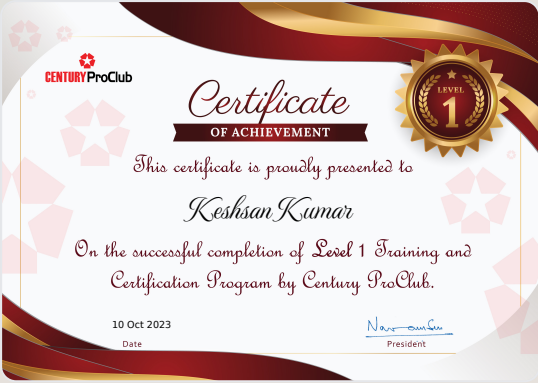 CENTURY ProClub
LEVEL
1
Certificate
OF ACHIEVEMENT
This certificate is proudly presented to
Keshsan Kumar
On the successful completion of Level 1 Training and
Certification Program by Century ProClub.
10 Oct 2023
Date
President